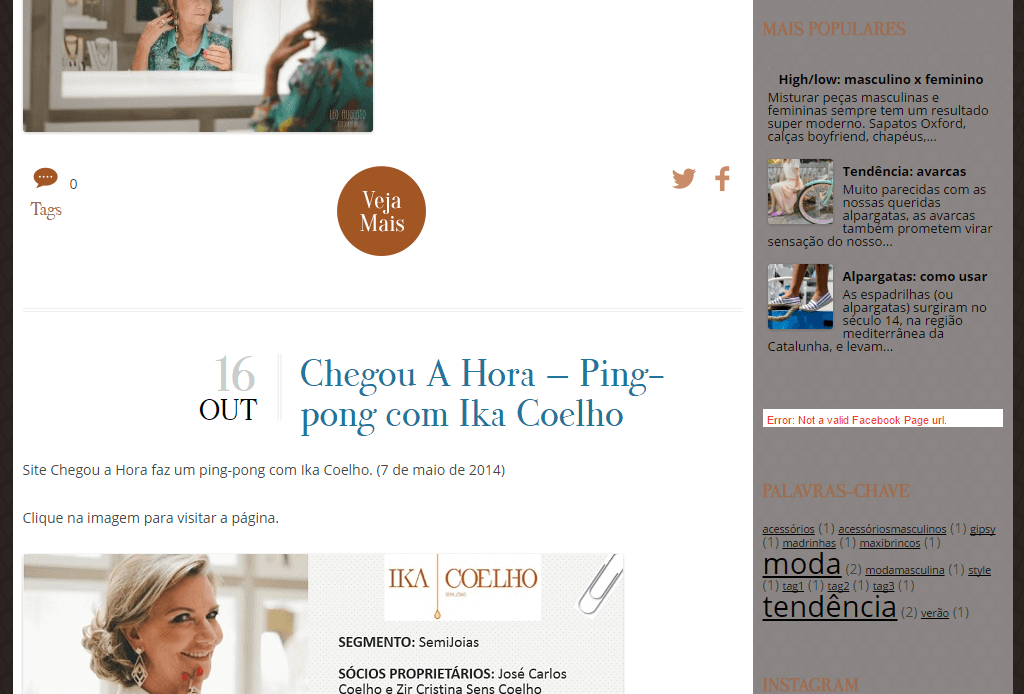 LEO AUGUSTO
0
Tags
Veja
Mais
16
OUT
Chegou A Hora – Ping-
pong com Ika Coelho
Site Chegou a Hora faz um ping-pong com Ika Coelho. (7 de maio de 2014)
Clique na imagem para visitar a página.
IKA COELHO
SEMIJOIAS
SEGMENTO: SemiJoias
SÓCIOS PROPRIETÁRIOS: José Carlos
Coelho e Zir Cristina Sens Coelho
MAIS POPULARES
High/low: masculino x feminino
Misturar peças masculinas e
femininas sempre tem um resultado
super moderno. Sapatos Oxford,
calças boyfriend, chapéus,...
Tendência: avarcas
Muito parecidas com as
nossas queridas
alpargatas, as avarcas
também prometem virar
sensação do nosso...
Alpargatas: como usar
As espadrilhas (ou
alpargatas) surgiram no
século 14, na região
mediterrânea da
Catalunha, e levam...
Error: Not a valid Facebook Page url.
PALAVRAS-CHAVE
acessórios (1) acessóriosmasculinos (1) gipsy
(1) madrinhas (1) maxibrincos (1)
moda (2) modamasculina (1) style
(1) tag1 (1) tag2 (1) tag3 (1)
tendência (2) verão (1)
INSTAGRAM